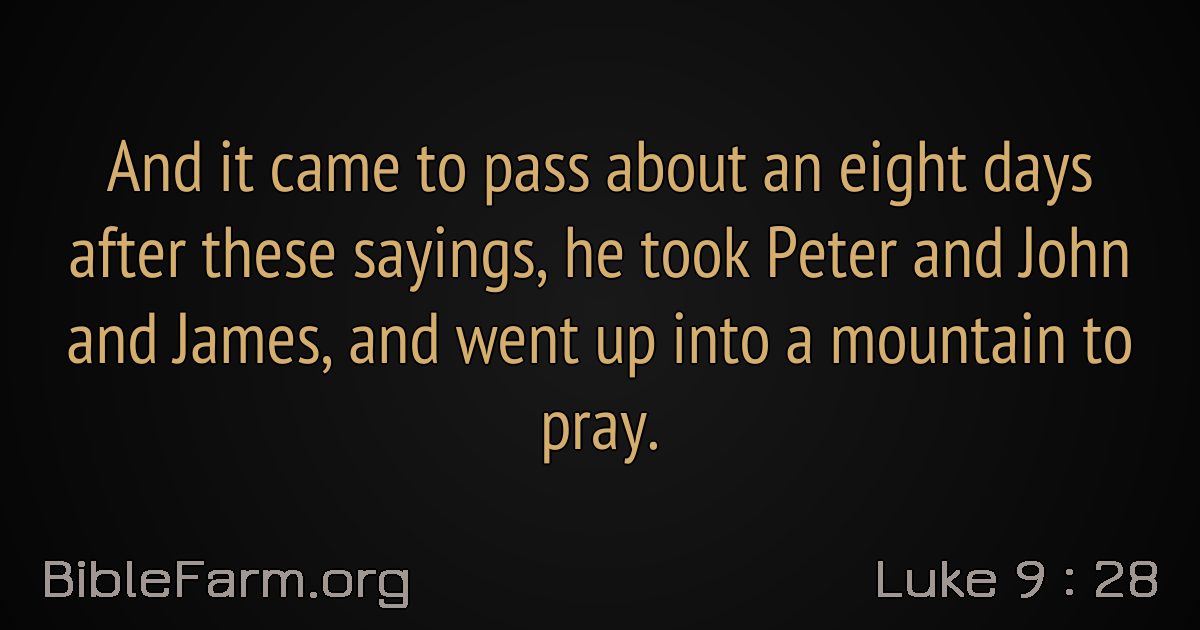 And it came to pass about an eight days
after these sayings, he took Peter and John
and James, and went up into a mountain to
pray.
BibleFarm.org
Luke 9 : 28